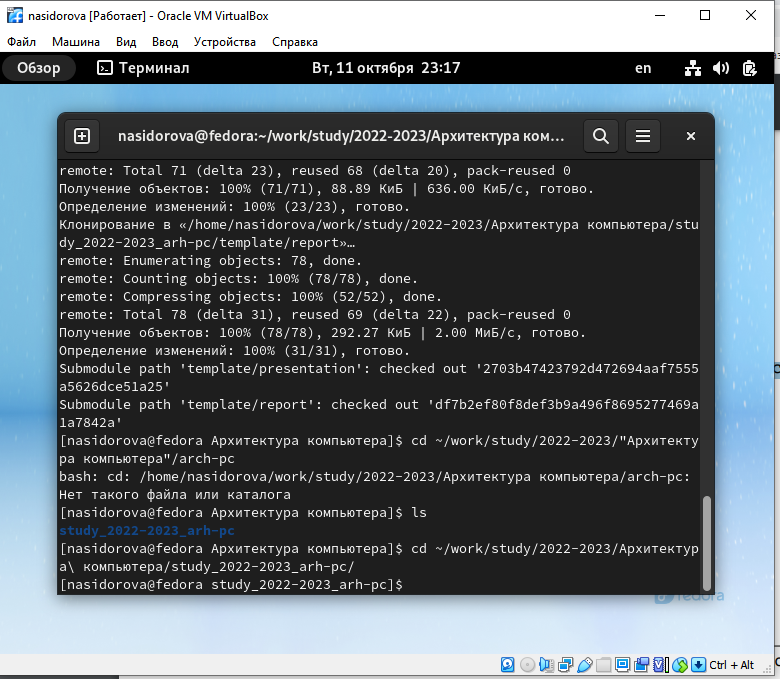 nasidorova [Работает] - Oracle VM VirtualBox
Файл Машина Вид Ввод Устройства Справка
Обзор Терминал Вт, 11 октября 23:17 en
nasidorova@fedora:~/work/study/2022-2023/Архитектура ком...
remote: Total 71 (delta 23), reused 68 (delta 20), pack-reused 0
Получение объектов: 100% (71/71), 88.89 КиБ | 636.00 КиБ/с, готово.
Определение изменений: 100% (23/23), готово.
Клонирование в «/home/nasidorova/work/study/2022-2023/Архитектура компьютера/stu
dy_2022-2023_arh-pc/template/report»…
remote: Enumerating objects: 78, done.
remote: Counting objects: 100% (78/78), done.
remote: Compressing objects: 100% (52/52), done.
remote: Total 78 (delta 31), reused 69 (delta 22), pack-reused 0
Получение объектов: 100% (78/78), 292.27 КиБ | 2.00 МиБ/с, готово.
Определение изменений: 100% (31/31), готово.
Submodule path 'template/presentation': checked out '2703b47423792d472694aaf7555
a5626dce51a25'
Submodule path 'template/report': checked out 'df7b2ef80f8def3b9a496f8695277469a
1a7842a'
[nasidorova@fedora Архитектура компьютера]$ cd ~/work/study/2022-2023/"Архитекту
ра компьютера"/arch-pc
bash: cd: /home/nasidorova/work/study/2022-2023/Архитектура компьютера/arch-pc:
Нет такого файла или каталога
[nasidorova@fedora Архитектура компьютера]$ ls
study_2022-2023_arh-pc
[nasidorova@fedora Архитектура компьютера]$ cd ~/work/study/2022-2023/Архитектур
а\ компьютера/study_2022-2023_arh-pc/
[nasidorova@fedora study_2022-2023_arh-pc]$
fedora
Ctrl + Alt